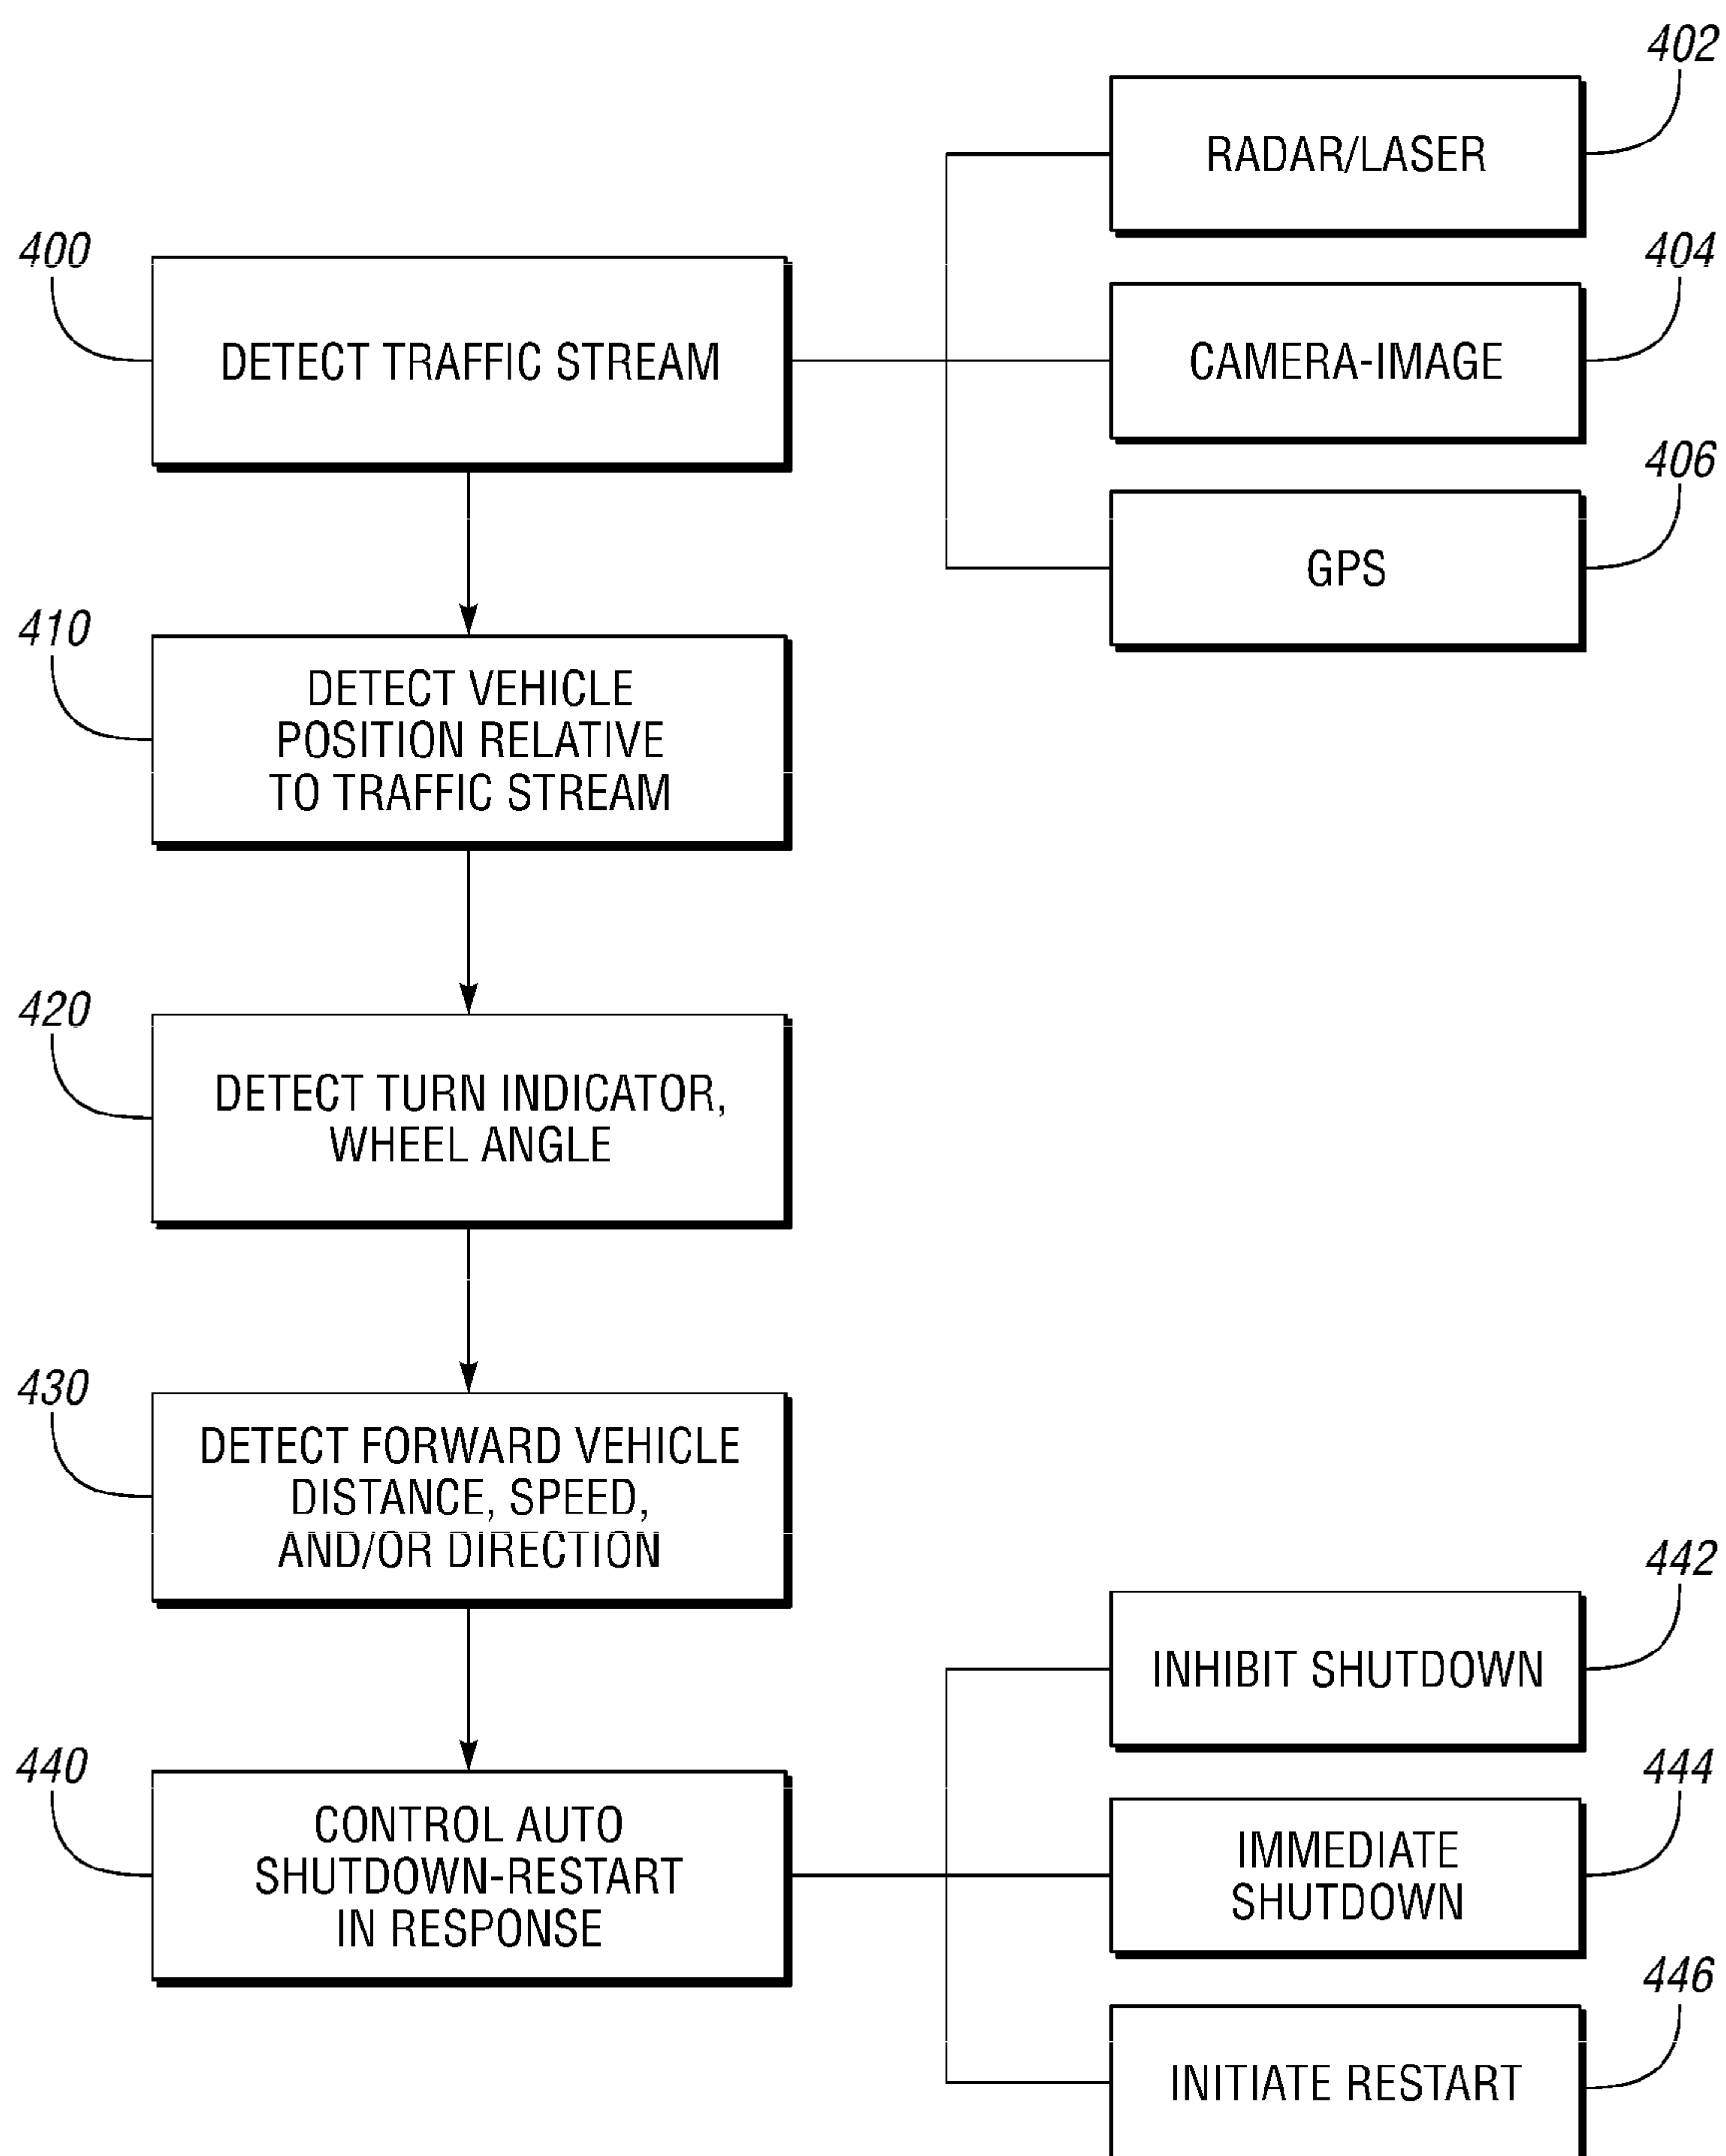 402
RADAR/LASER
400
DETECT TRAFFIC STREAM
404
CAMERA-IMAGE
406
GPS
410
DETECT VEHICLE
POSITION RELATIVE
TO TRAFFIC STREAM
420
DETECT TURN INDICATOR,
WHEEL ANGLE
430
DETECT FORWARD VEHICLE
DISTANCE, SPEED,
AND/OR DIRECTION
442
INHIBIT SHUTDOWN
440
CONTROL AUTO
SHUTDOWN-RESTART
IN RESPONSE
444
IMMEDIATE
SHUTDOWN
446
INITIATE RESTART